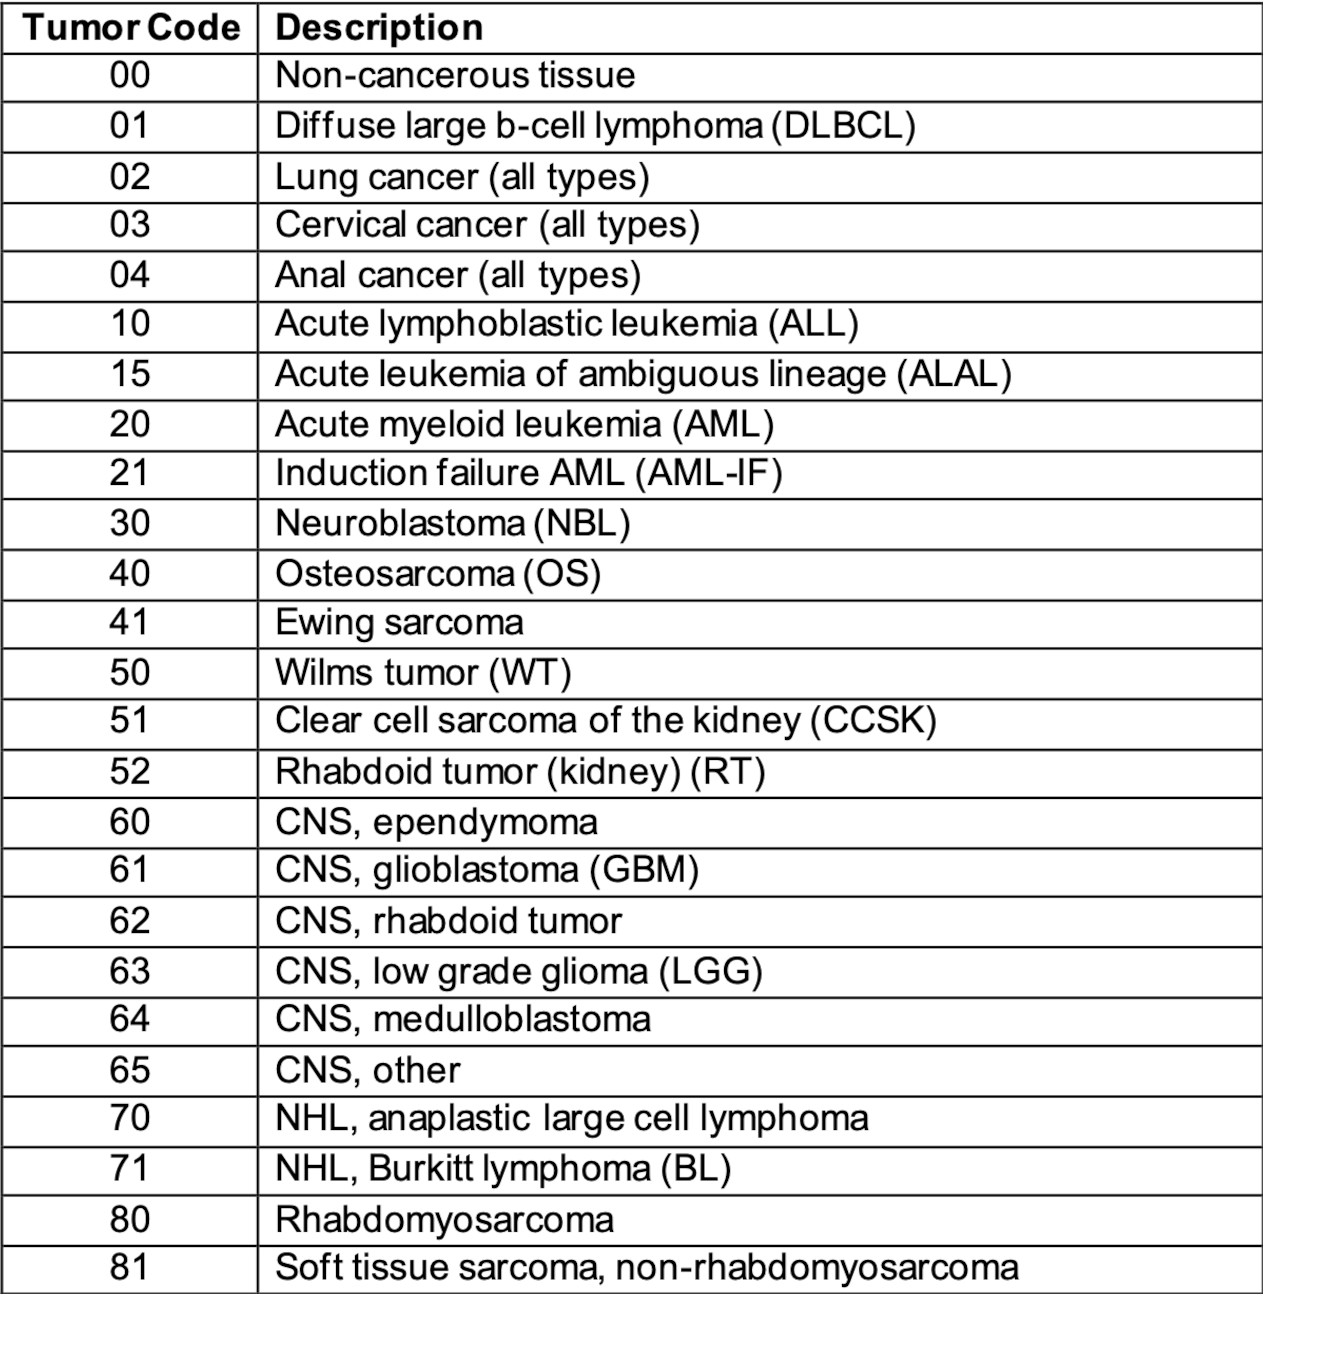 Tumor Code Description
00 Non-cancerous tissue
01 Diffuse large b-cell lymphoma (DLBCL)
02 Lung cancer (all types)
03 Cervical cancer (all types)
04 Anal cancer (all types)
10 Acute lymphoblastic leukemia (ALL)
15 Acute leukemia of ambiguous lineage (ALAL)
20 Acute myeloid leukemia (AML)
21 Induction failure AML (AML-IF)
30 Neuroblastoma (NBL)
40 Osteosarcoma (OS)
41 Ewing sarcoma
50 Wilms tumor (WT)
51 Clear cell sarcoma of the kidney (CCSK)
52 Rhabdoid tumor (kidney) (RT)
60 CNS, ependymoma
61 CNS, glioblastoma (GBM)
62 CNS, rhabdoid tumor
63 CNS, low grade glioma (LGG)
64 CNS, medulloblastoma
65 CNS, other
70 NHL, anaplastic large cell lymphoma
71 NHL, Burkitt lymphoma (BL)
80 Rhabdomyosarcoma
81 Soft tissue sarcoma, non-rhabdomyosarcoma